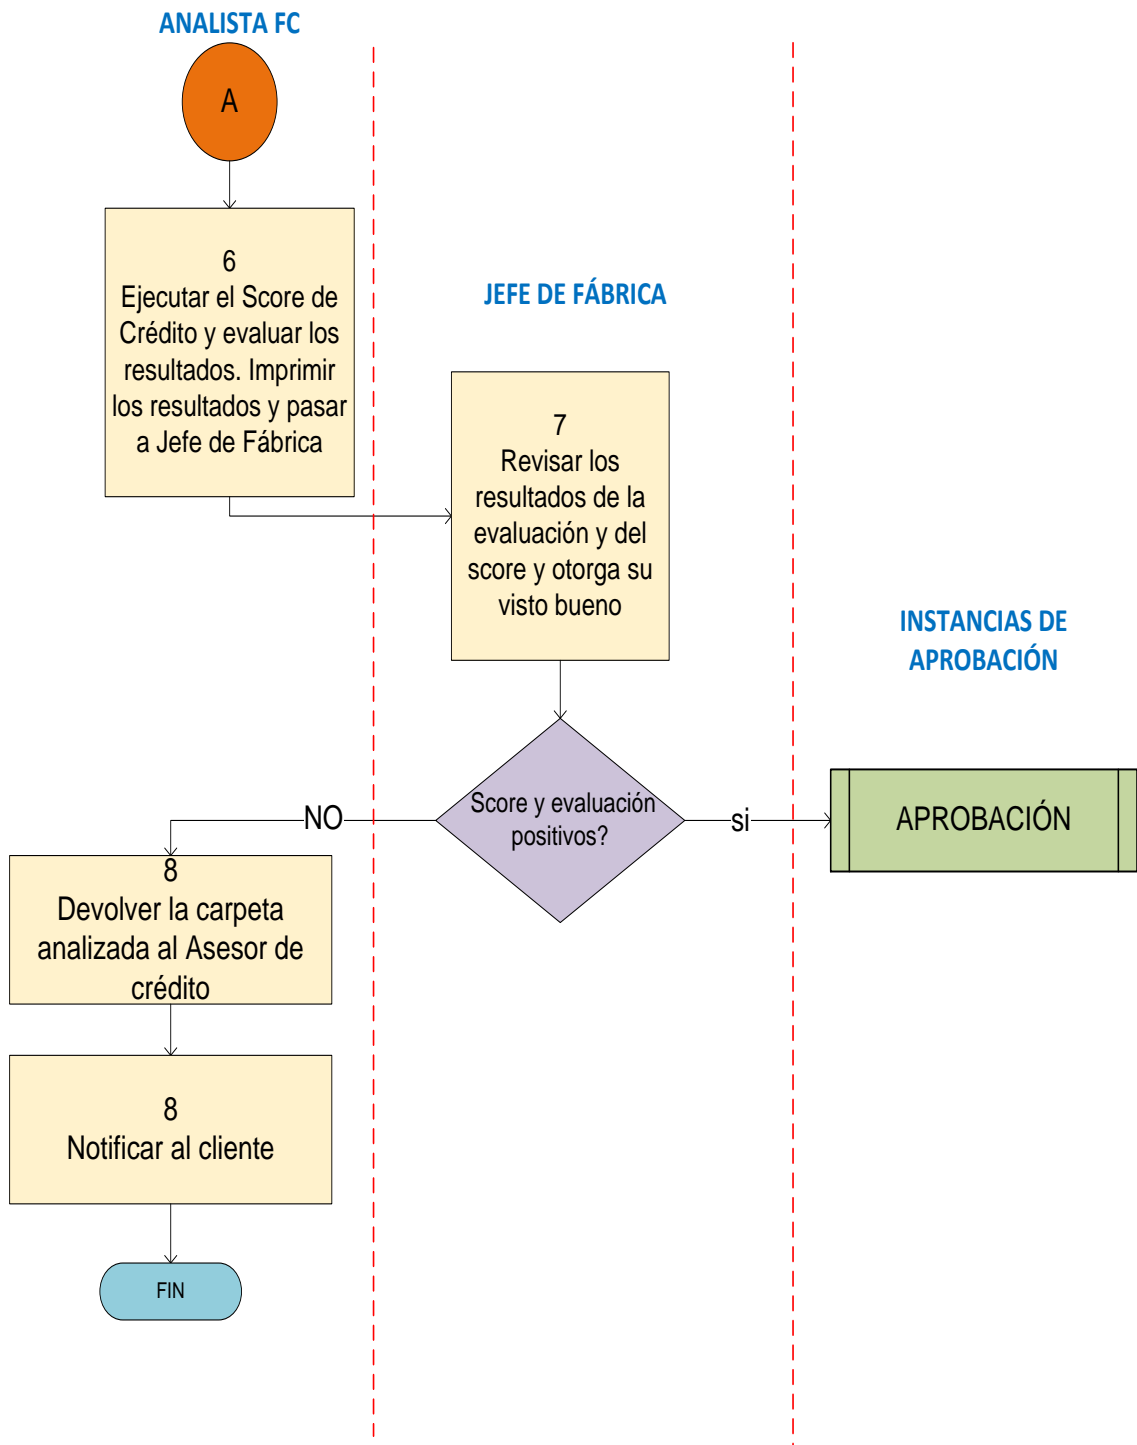 ANALISTA FC
A
6
Ejecutar el Score de
Crédito y evaluar los
resultados. Imprimir
los resultados y pasar
a Jefe de Fábrica
JEFE DE FÁBRICA
7
Revisar los
resultados de la
evaluación y del
score y otorga su
visto bueno
INSTANCIAS DE
APROBACIÓN
Score y evaluación
positivos?
NO
si
APROBACIÓN
8
Devolver la carpeta
analizada al Asesor de
crédito
8
Notificar al cliente
FIN